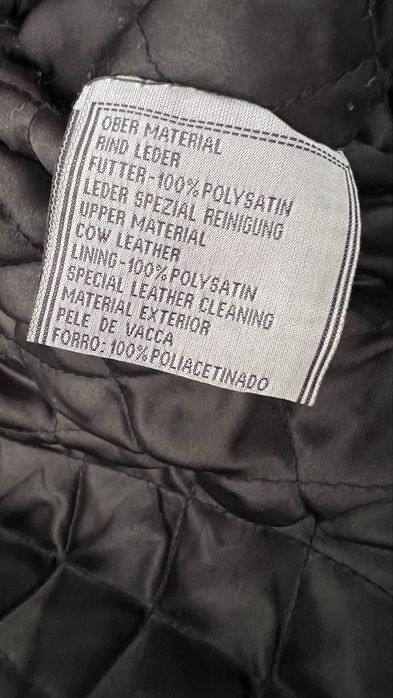 OBER MATERIAL
RIND LEDER
FUTTER-100% POLYSATIN
LEDER SPEZIAL REINIGUNG
UPPER MATERIAL
COW LEATHER
LINING-100% POLYSATIN
SPECIAL LEATHER CLEANING
MATERIAL EXTERIOR
PELE DE VACCA
FORRO: 100% POLIACETINADO